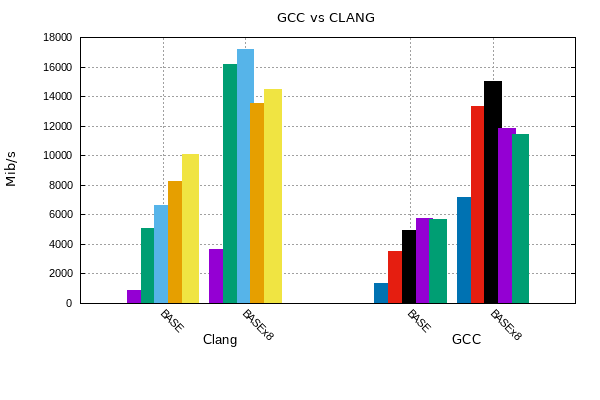 GCC vs CLANG
18000
16000
14000
12000
10000
8000
6000
4000
2000
0
Mib/s
BASE
BASEx8
BASE
BASEx8
Clang
GCC